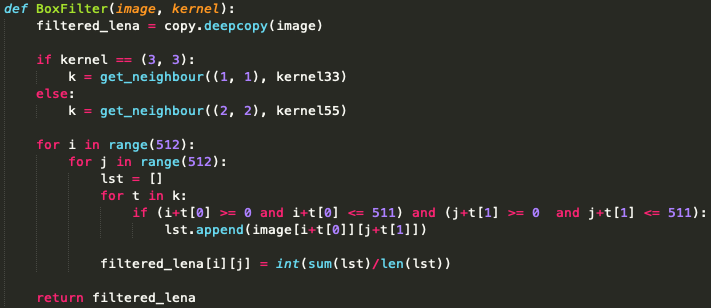 def BoxFilter(image, kernel):
    filtered_lena = copy.deepcopy(image)

    if kernel == (3, 3):
        k = get_neighbour((1, 1), kernel33)
    else:
        k = get_neighbour((2, 2), kernel55)

    for i in range(512):
        for j in range(512):
            lst = []
            for t in k:
                if (i+t[0] >= 0 and i+t[0] <= 511) and (j+t[1] >= 0  and j+t[1] <= 511):
                    lst.append(image[i+t[0]][j+t[1]])

            filtered_lena[i][j] = int(sum(lst)/len(lst))

    return filtered_lena